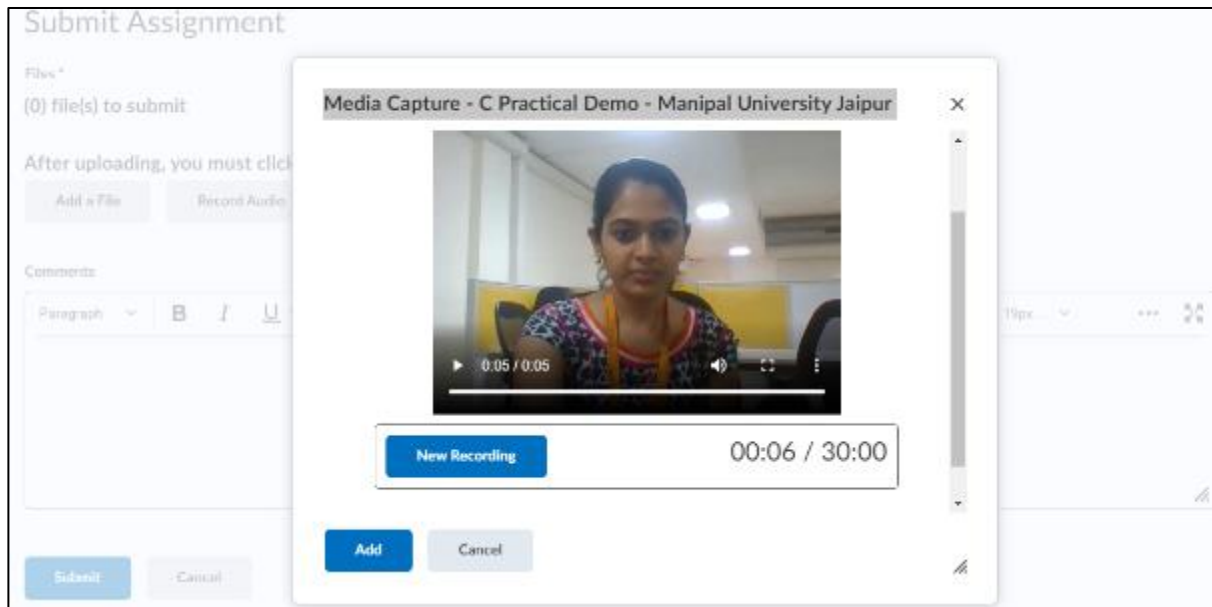 Submit Assignment
Files *
(0) file(s) to submit
After uploading, you must click
Add a File
Record Audio
Comments
Paragraph
B I U
19px
Submit
Cancel
Media Capture - C Practical Demo - Manipal University Jaipur
0:05 / 0:05
New Recording
00:06 / 30:00
Add
Cancel